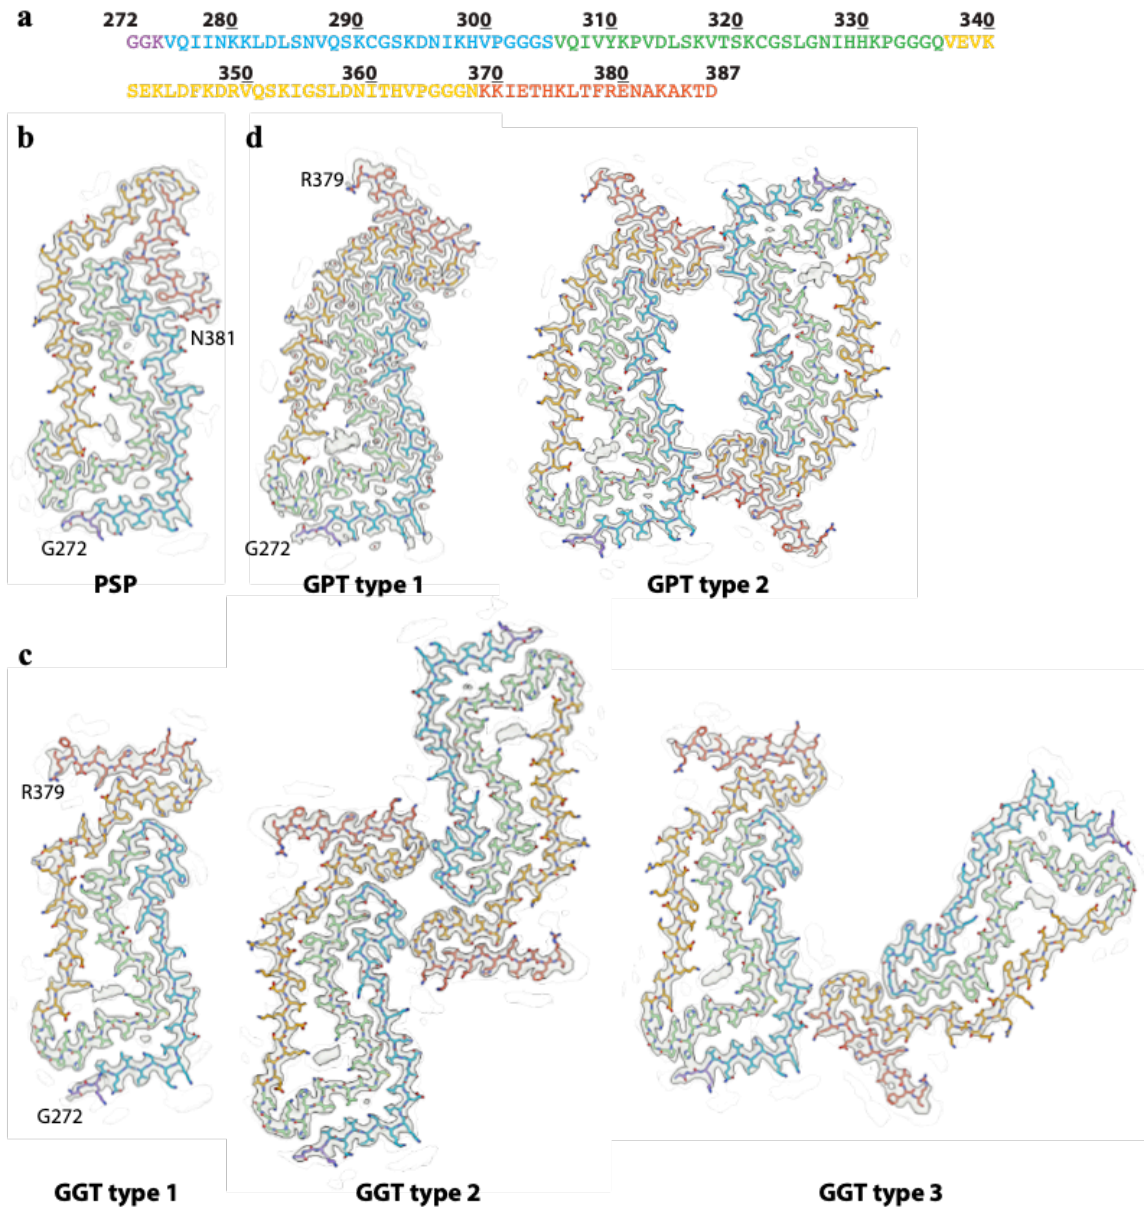 a
272 280 290 300 310 320 330 340
GGKVQIINKKLDLSNVQSKCGSKDNIKHVPGGGSVQIVYKPVDLSKVTSKCGSLGNIHHKPGGGQVEVK
350 360 370 380 387
SEKLDFKDRVQSKIGSLDNITHVPGGGNKKIETHKLTFRENAKAKTD
b
d
R379
N381
G272
G272
PSP
GPT type 1
GPT type 2
c
R379
G272
GGT type 1
GGT type 2
GGT type 3